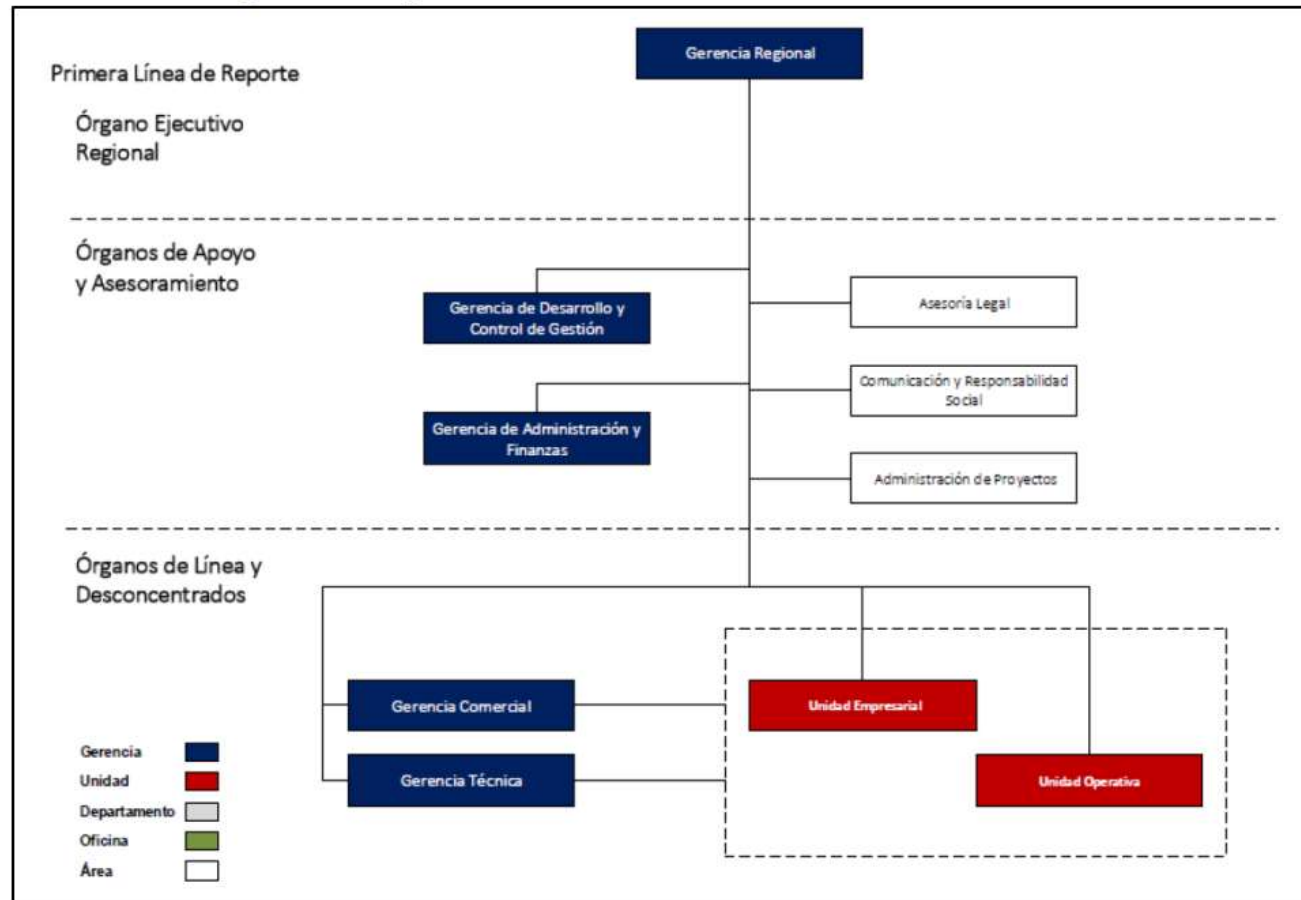 Gerencia Regional
Primera Línea de Reporte
Órgano Ejecutivo
Regional
Órganos de Apoyo
y Asesoramiento
Gerencia de Desarrollo y
Control de Gestión
Asesoría Legal
Comunicación y Responsabilidad
Social
Gerencia de Administración y
Finanzas
Administración de Proyectos
Órganos de Línea y
Desconcentrados
Gerencia Comercial
Unidad Empresarial
Gerencia Técnica
Unidad Operativa
Gerencia
Unidad
Departamento
Oficina
Área